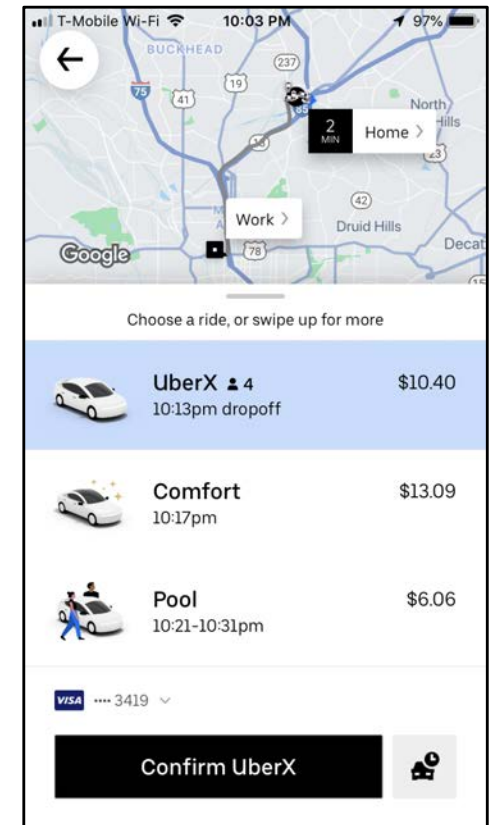 T-Mobile Wi-Fi 10:03 PM 97%
BUCKHEAD
237
19
75
41
85
North
Hills
2
MIN
Home >
23
13
42
Work >
Druid Hills
78
Decat
Google
Choose a ride, or swipe up for more
UberX 4 $10.40
10:13pm dropoff
Comfort $13.09
10:17pm
Pool $6.06
10:21-10:31pm
VISA •••• 3419
Confirm UberX